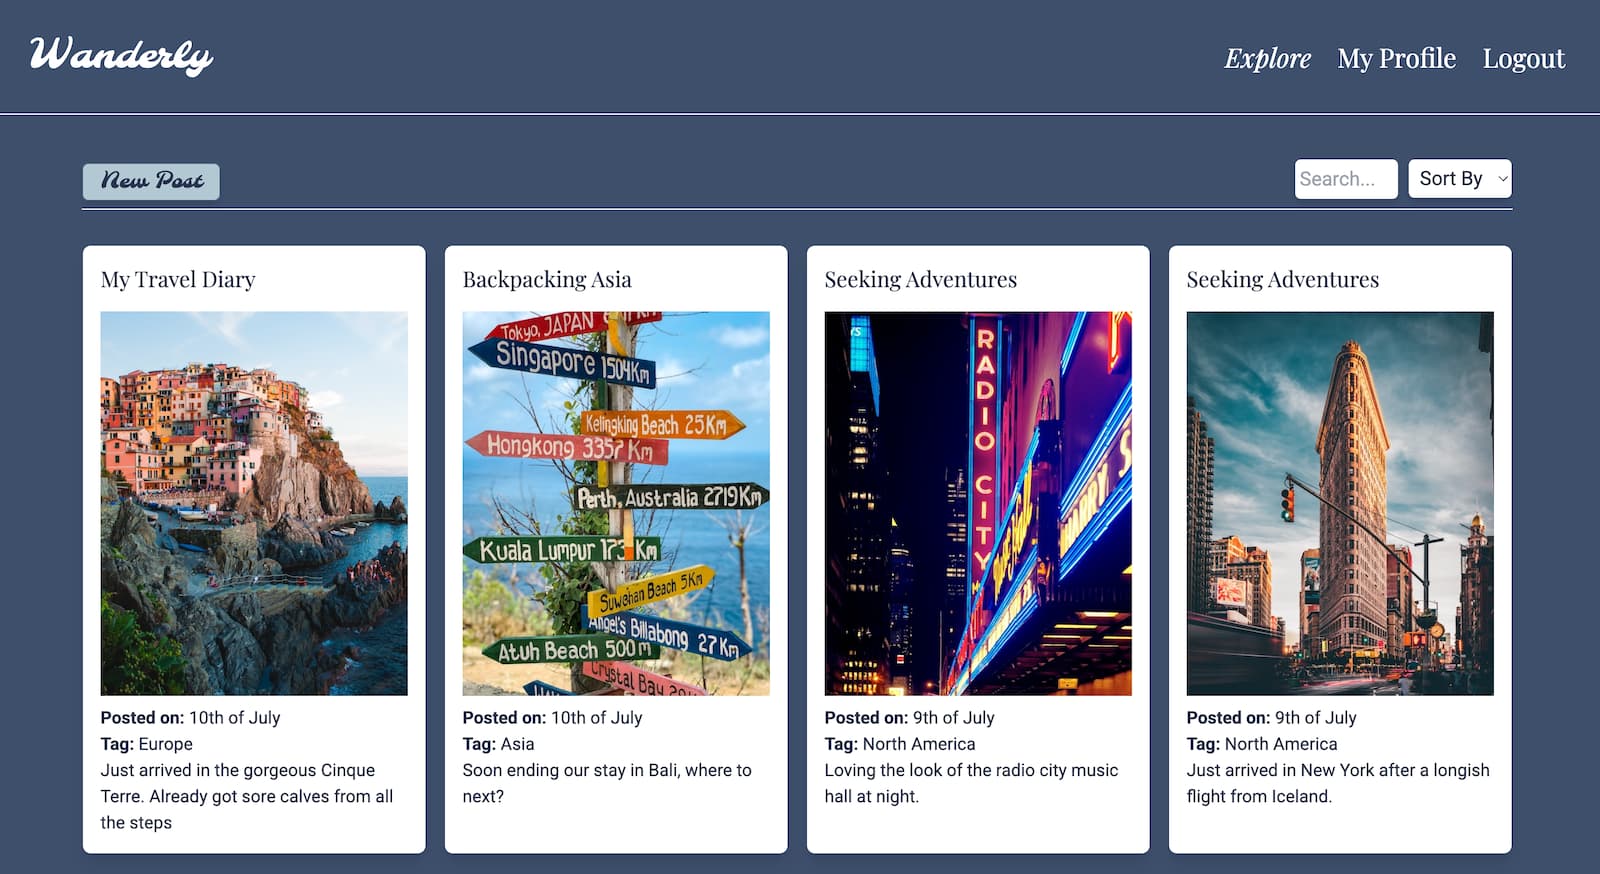 Wanderly
Explore My Profile Logout
New Post
Search...
Sort By
My Travel Diary
Posted on: 10th of July
Tag: Europe
Just arrived in the gorgeous Cinque
Terre. Already got sore calves from all
the steps
Backpacking Asia
Tokyo, JAPAN
Singapore 1504Km
Kelingking Beach 25Km
Hongkong 3357 Km
Perth, Australia 2719Km
Kuala Lumpur Km
Suwehan Beach 5Km
Angel's Billabong 27Km
Atuh Beach 500m
Crystal Bay
Posted on: 10th of July
Tag: Asia
Soon ending our stay in Bali, where to
next?
Seeking Adventures
RADIO CITY
Posted on: 9th of July
Tag: North America
Loving the look of the radio city music
hall at night.
Seeking Adventures
Posted on: 9th of July
Tag: North America
Just arrived in New York after a longish
flight from Iceland.